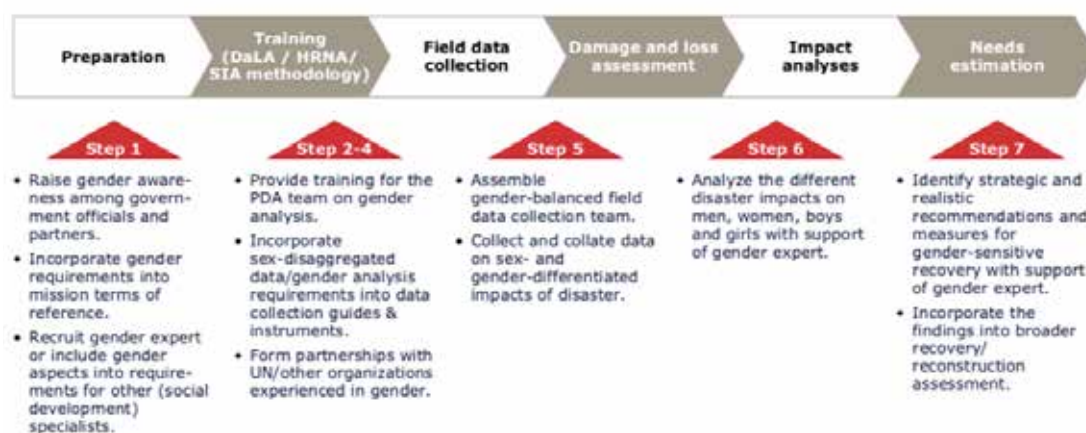 Preparation
Training
(DaLA / HRNA/
SIA methodology)
Field data
collection
Damage and loss
assessment
Impact
analyses
Needs
estimation
Step 1
• Raise gender aware-
ness among govern-
ment officials and
partners.
• Incorporate gender
requirements into
mission terms of
reference.
• Recruit gender expert
or include gender
aspects into require-
ments for other (social
development)
specialists.
Step 2-4
• Provide training for the
PDA team on gender
analysis.
• Incorporate
sex-disaggregated
data/gender analysis
requirements into data
collection guides &
instruments.
• Form partnerships with
UN/other organizations
experienced in gender.
Step 5
• Assemble
gender-balanced field
data collection team.
• Collect and collate data
on sex- and
gender-differentiated
impacts of disaster.
Step 6
• Analyze the different
disaster impacts on
men, women, boys
and girls with support
of gender expert.
Step 7
• Identify strategic and
realistic
recommendations and
measures for
gender-sensitive
recovery with support
of gender expert.
• Incorporate the
findings into broader
recovery/
reconstruction
assessment.